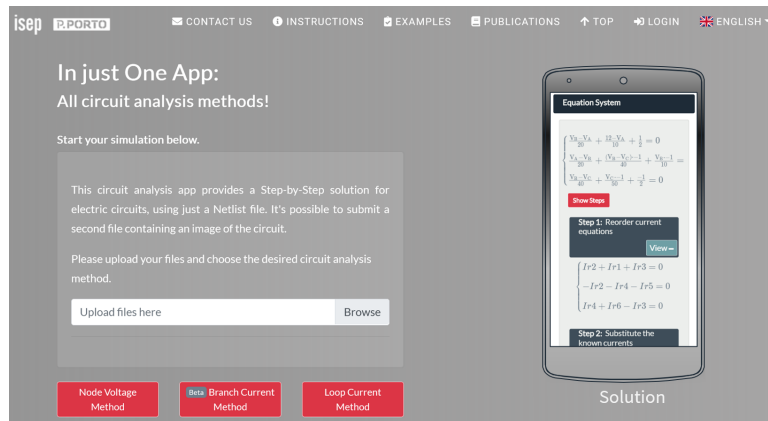 isep P.PORTO CONTACT US INSTRUCTIONS EXAMPLES PUBLICATIONS TOP LOGIN ENGLISH
In just One App:
All circuit analysis methods!
Start your simulation below.
This circuit analysis app provides a Step-by-Step solution for
electric circuits, using just a Netlist file. It's possible to submit a
second file containing an image of the circuit.
Please upload your files and choose the desired circuit analysis
method.
Upload files here Browse
Node Voltage
Method
Beta Branch Current
Method
Loop Current
Method
Equation System
Show Steps
Step 1: Reorder current
equations
View
Ir2 + Ir1 + Ir3 = 0
−Ir2 − Ir4 − Ir5 = 0
Ir4 + Ir6 − Ir3 = 0
Step 2: Substitute the
known currents
Solution